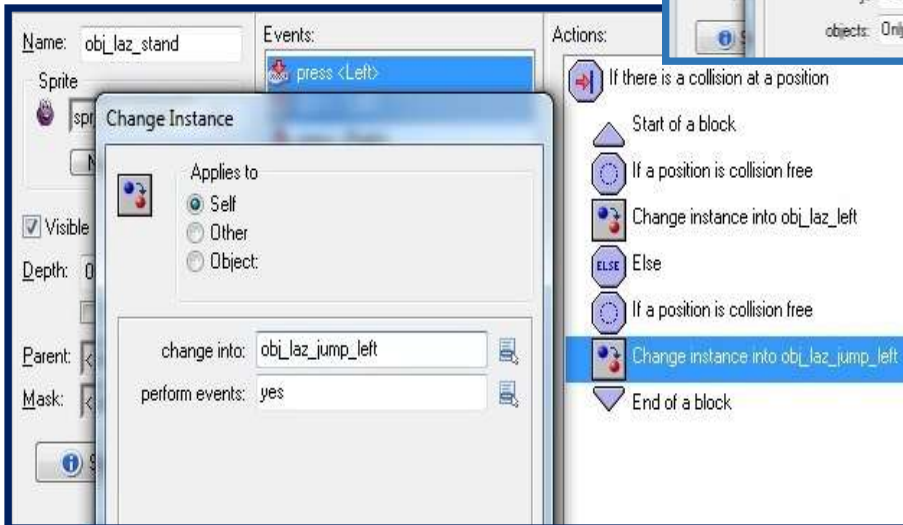 Name:
obj_laz_stand
Events:
press <Left>
Actions:
objects:
Sprite
If there is a collision at a position
Start of a block
If a position is collision free
Change instance into obj_laz_left
ELSE
Else
If a position is collision free
Change instance into obj_laz_jump_left
End of a block
Visible
Depth:
Parent:
Mask:
Change Instance
Applies to
Self
Other
Object:
change into:
obj_laz_jump_left
perform events:
yes